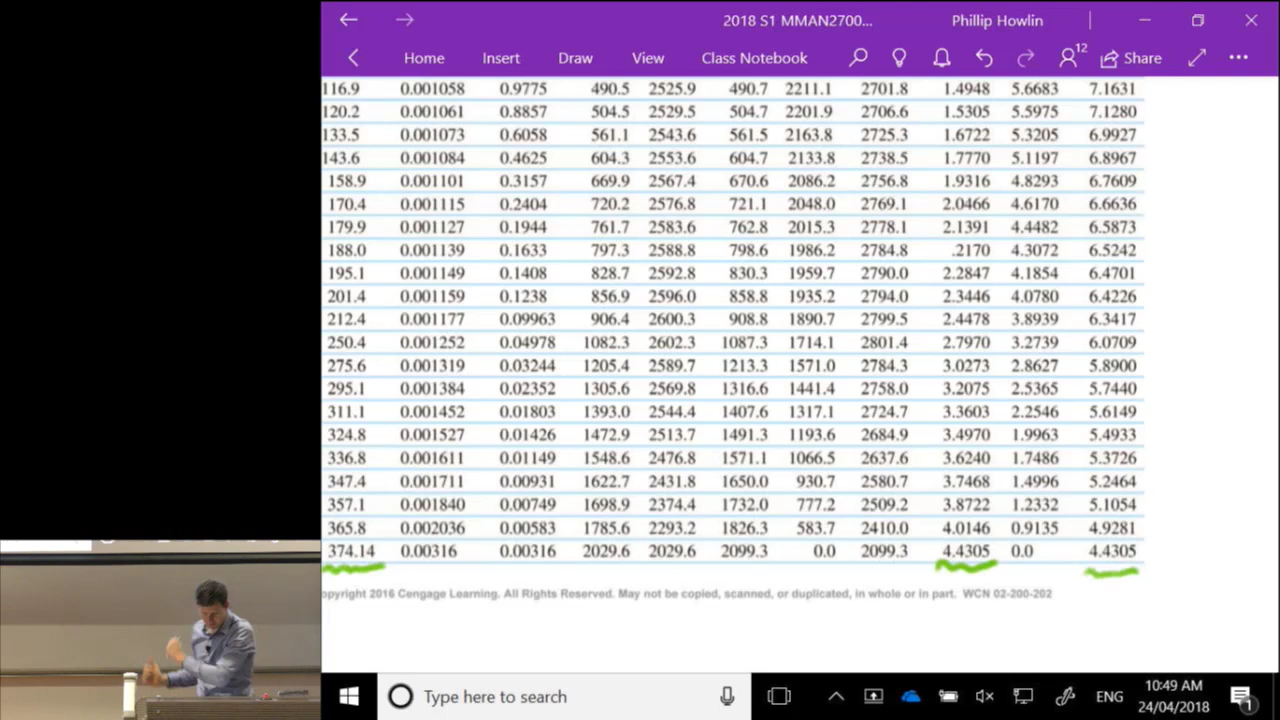 2018 S1 MMAN2700... Phillip Howlin
Home Insert Draw View Class Notebook 12 Share
116.9 0.001058 0.9775 490.5 2525.9 490.7 2211.1 2701.8 1.4948 5.6683 7.1631
120.2 0.001061 0.8857 504.5 2529.5 504.7 2201.9 2706.6 1.5305 5.5975 7.1280
133.5 0.001073 0.6058 561.1 2543.6 561.5 2163.8 2725.3 1.6722 5.3205 6.9927
143.6 0.001084 0.4625 604.3 2553.6 604.7 2133.8 2738.5 1.7770 5.1197 6.8967
158.9 0.001101 0.3157 669.9 2567.4 670.6 2086.2 2756.8 1.9316 4.8293 6.7609
170.4 0.001115 0.2404 720.2 2576.8 721.1 2048.0 2769.1 2.0466 4.6170 6.6636
179.9 0.001127 0.1944 761.7 2583.6 762.8 2015.3 2778.1 2.1391 4.4482 6.5873
188.0 0.001139 0.1633 797.3 2588.8 798.6 1986.2 2784.8 .2170 4.3072 6.5242
195.1 0.001149 0.1408 828.7 2592.8 830.3 1959.7 2790.0 2.2847 4.1854 6.4701
201.4 0.001159 0.1238 856.9 2596.0 858.8 1935.2 2794.0 2.3446 4.0780 6.4226
212.4 0.001177 0.09963 906.4 2600.3 908.8 1890.7 2799.5 2.4478 3.8939 6.3417
250.4 0.001252 0.04978 1082.3 2602.3 1087.3 1714.1 2801.4 2.7970 3.2739 6.0709
275.6 0.001319 0.03244 1205.4 2589.7 1213.3 1571.0 2784.3 3.0273 2.8627 5.8900
295.1 0.001384 0.02352 1305.6 2569.8 1316.6 1441.4 2758.0 3.2075 2.5365 5.7440
311.1 0.001452 0.01803 1393.0 2544.4 1407.6 1317.1 2724.7 3.3603 2.2546 5.6149
324.8 0.001527 0.01426 1472.9 2513.7 1491.3 1193.6 2684.9 3.4970 1.9963 5.4933
336.8 0.001611 0.01149 1548.6 2476.8 1571.1 1066.5 2637.6 3.6240 1.7486 5.3726
347.4 0.001711 0.00931 1622.7 2431.8 1650.0 930.7 2580.7 3.7468 1.4996 5.2464
357.1 0.001840 0.00749 1698.9 2374.4 1732.0 777.2 2509.2 3.8722 1.2332 5.1054
365.8 0.002036 0.00583 1785.6 2293.2 1826.3 583.7 2410.0 4.0146 0.9135 4.9281
374.14 0.00316 0.00316 2029.6 2029.6 2099.3 0.0 2099.3 4.4305 0.0 4.4305
opyright 2016 Cengage Learning. All Rights Reserved. May not be copied, scanned, or duplicated, in whole or in part. WCN 02-200-202
Type here to search ENG 10:49 AM
24/04/2018 1